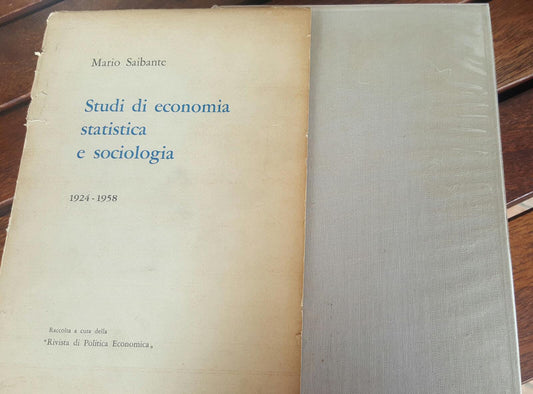 Mario Saibante
Studi di economia
statistica
e sociologia
1924 - 1958
Raccolta a cura della
"Rivista di Politica Economica„